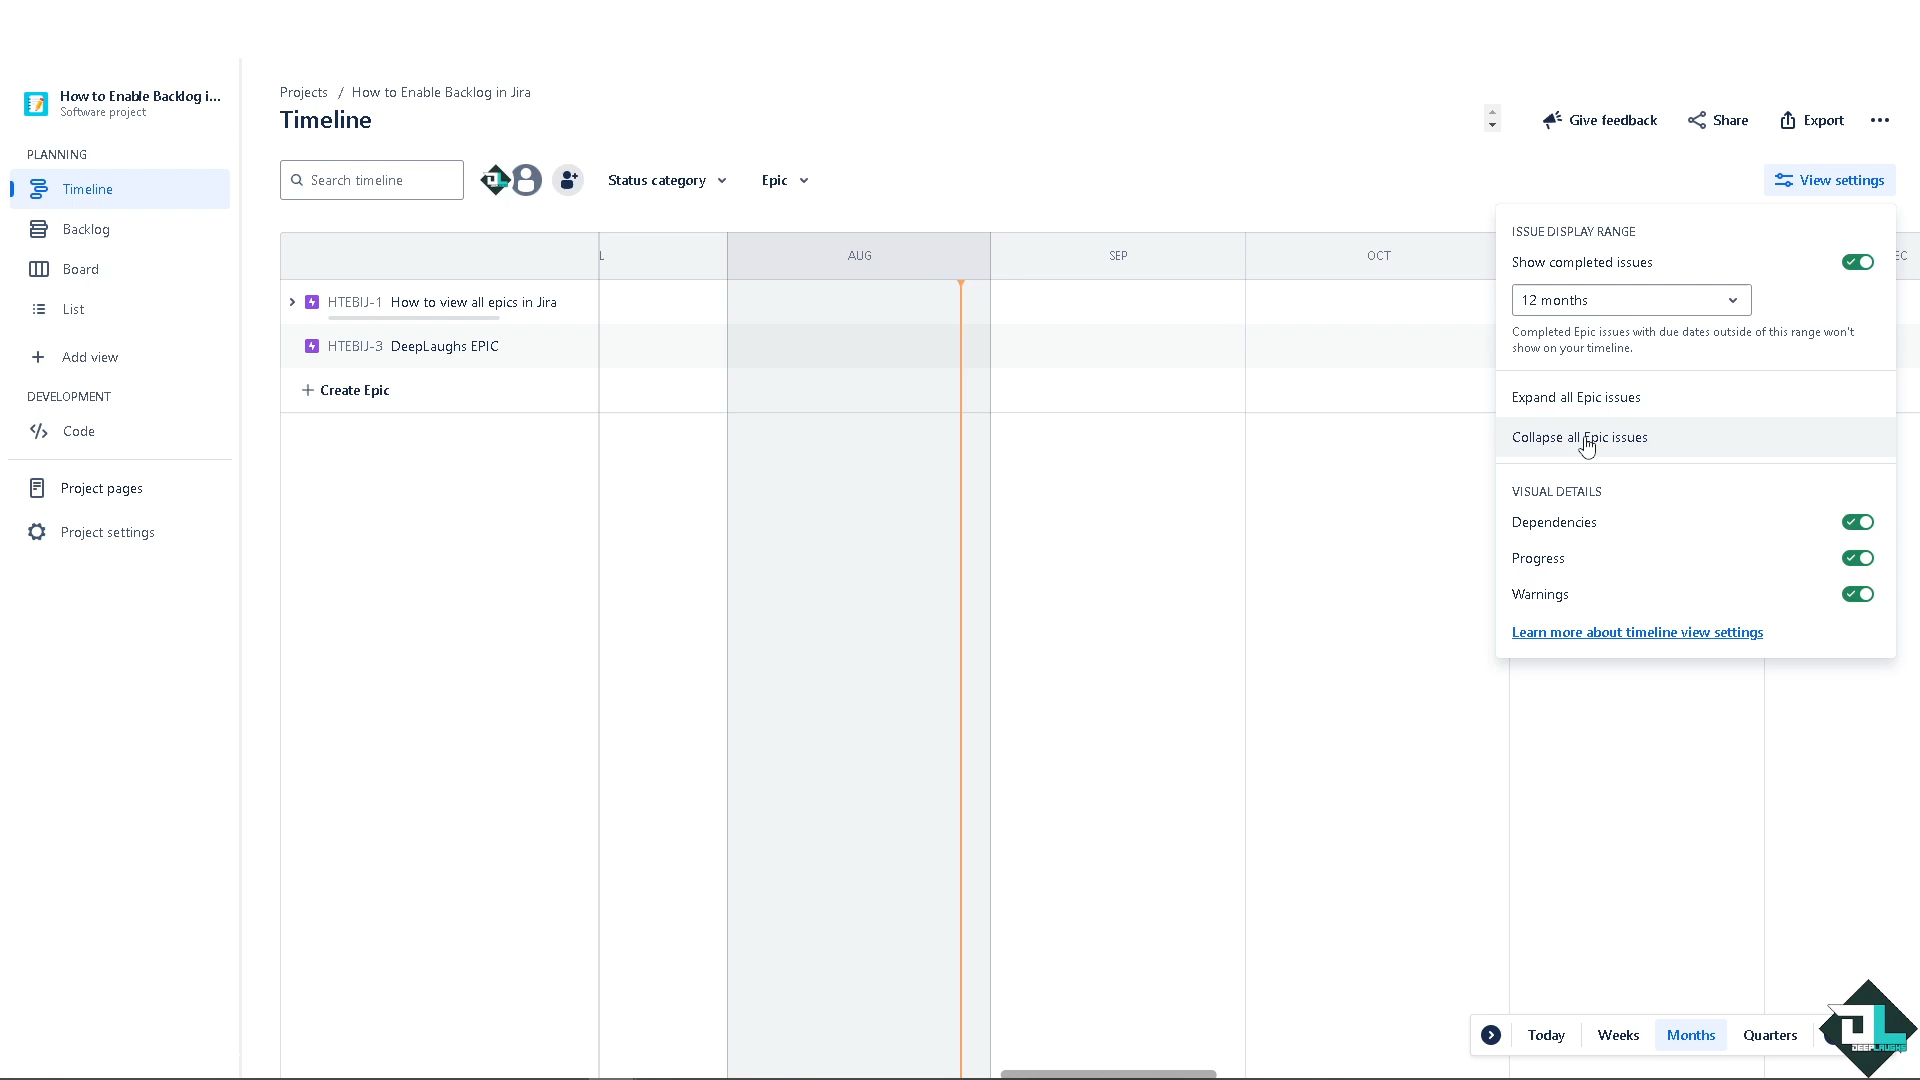 How to Enable Backlog i...
Software project
PLANNING
Timeline
Backlog
Board
List
Add view
DEVELOPMENT
Code
Project pages
Project settings
Projects / How to Enable Backlog in Jira
Timeline
Give feedback
Share
Export
Search timeline
Status category
Epic
View settings
L
AUG
SEP
OCT
EC
HTEBIJ-1 How to view all epics in Jira
HTEBIJ-3 DeepLaughs EPIC
Create Epic
ISSUE DISPLAY RANGE
Show completed issues
12 months
Completed Epic issues with due dates outside of this range won't
show on your timeline.
Expand all Epic issues
Collapse all Epic issues
VISUAL DETAILS
Dependencies
Progress
Warnings
Learn more about timeline view settings
Today
Weeks
Months
Quarters
DL
DEEPLAUGHS